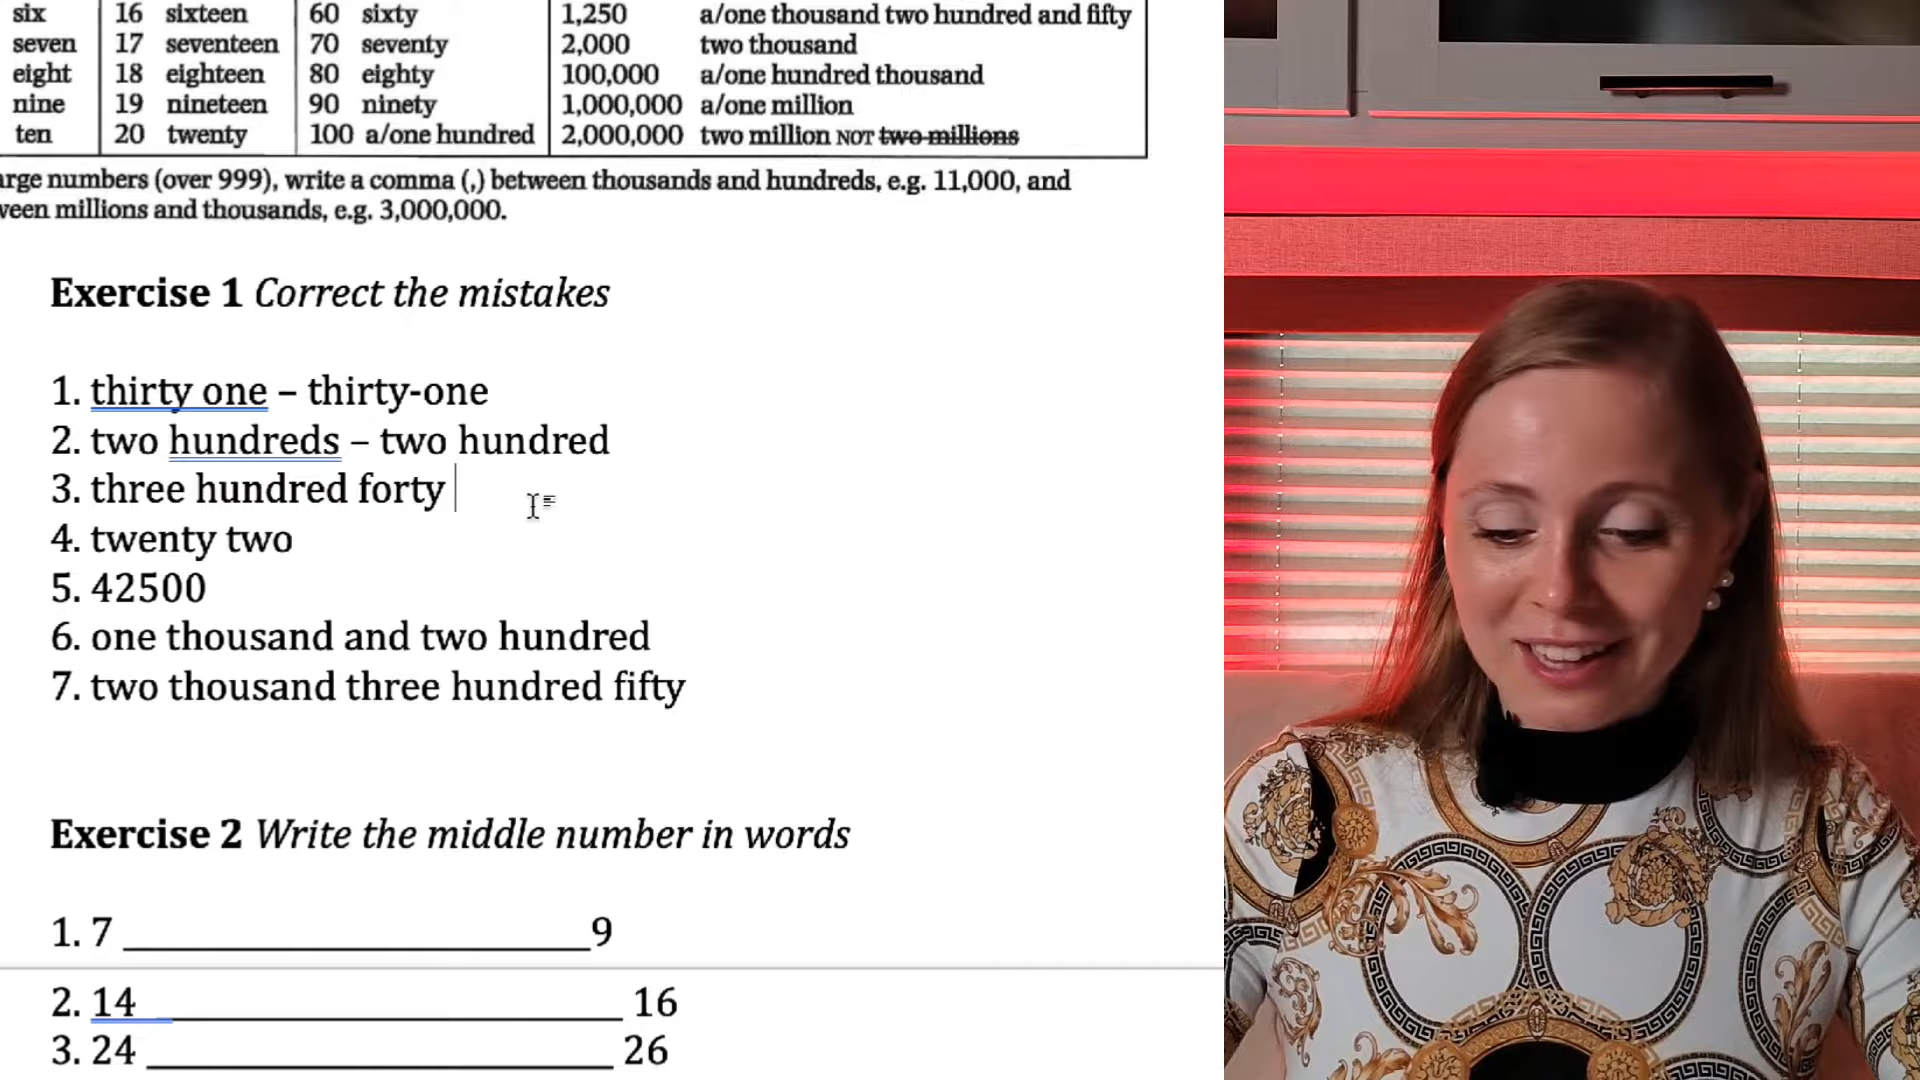 six 16 sixteen 60 sixty 1,250 a/one thousand two hundred and fifty
seven 17 seventeen 70 seventy 2,000 two thousand
eight 18 eighteen 80 eighty 100,000 a/one hundred thousand
nine 19 nineteen 90 ninety 1,000,000 a/one million
ten 20 twenty 100 a/one hundred 2,000,000 two million NOT two millions
arge numbers (over 999), write a comma (,) between thousands and hundreds, e.g. 11,000, and
ween millions and thousands, e.g. 3,000,000.
Exercise 1 Correct the mistakes
1. thirty one – thirty-one
2. two hundreds – two hundred
3. three hundred forty
4. twenty two
5. 42500
6. one thousand and two hundred
7. two thousand three hundred fifty
Exercise 2 Write the middle number in words
1. 7 ______________________ 9
2. 14 ______________________ 16
3. 24 ______________________ 26